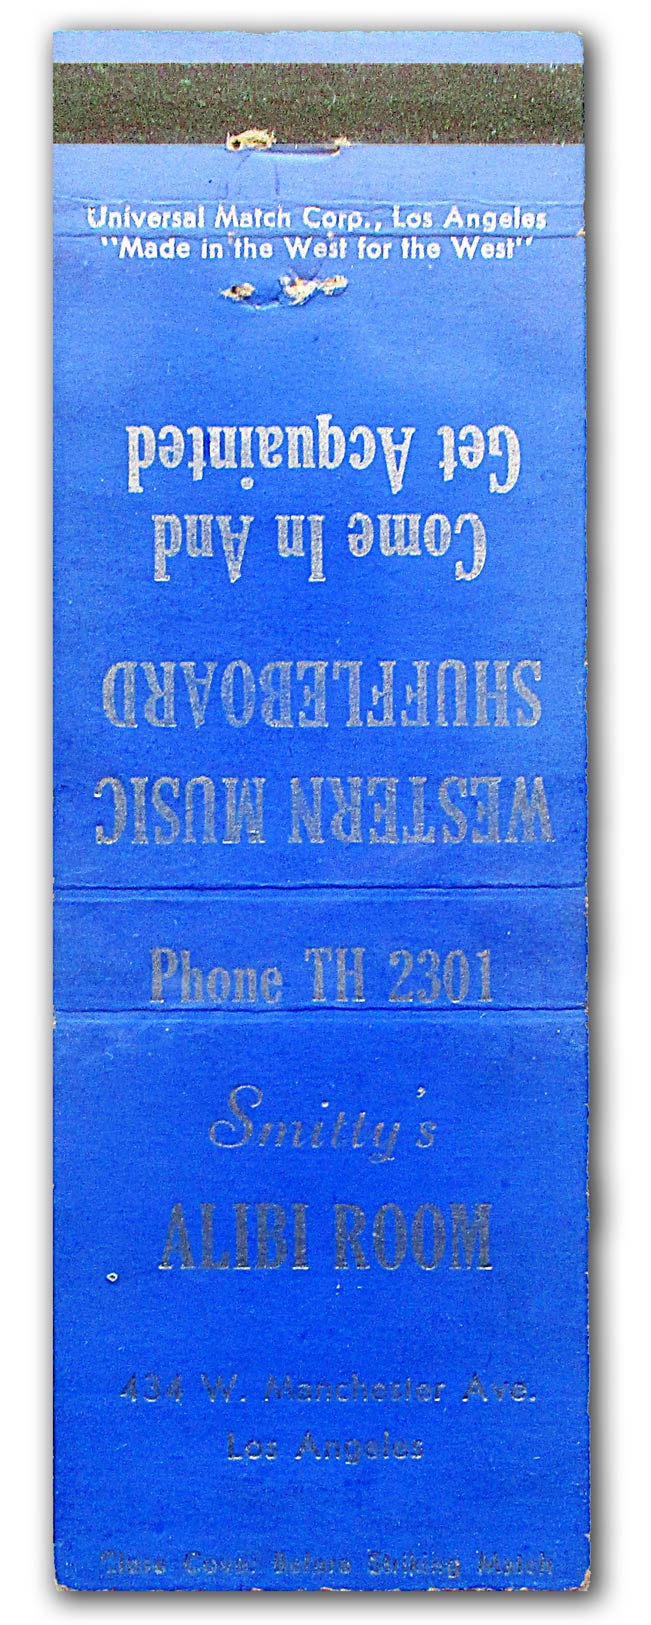 Universal Match Corp., Los Angeles
"Made in the West for the West"
WESTERN MUSIC
SHUFFLEBOARD
Come In And
Get Acquainted
Phone TH 2301
Smitty's
ALIBI ROOM
434 W. Manchester Ave.
Los Angeles
Close Cover Before Striking Match